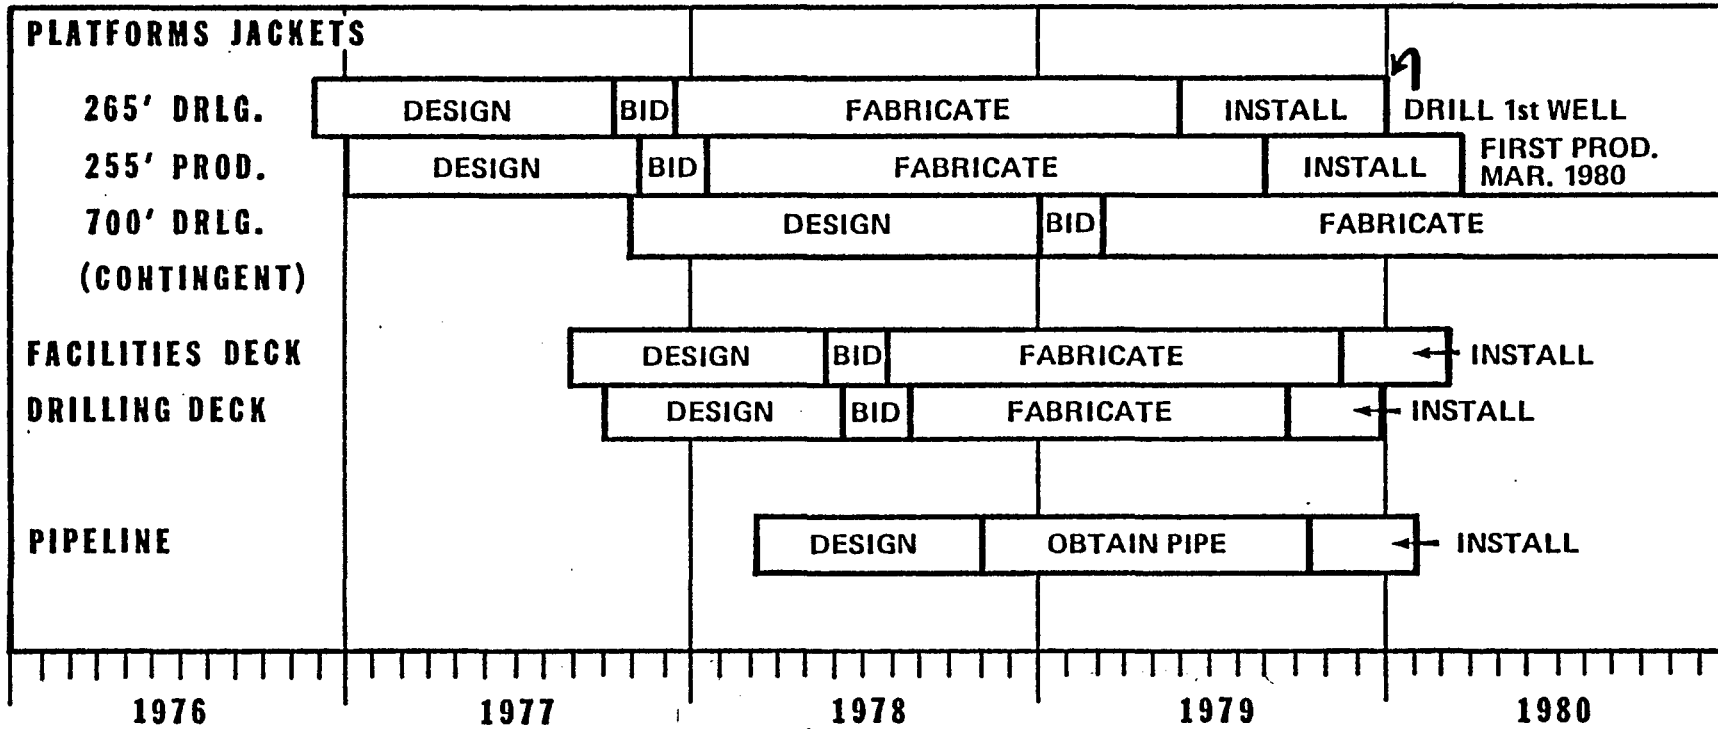 PLATFORMS JACKETS
265' DRLG. DESIGN BID FABRICATE INSTALL DRILL 1st WELL
255' PROD. DESIGN BID FABRICATE INSTALL FIRST PROD.
MAR. 1980
700' DRLG. DESIGN BID FABRICATE
(CONTINGENT)
FACILITIES DECK DESIGN BID FABRICATE INSTALL
DRILLING DECK DESIGN BID FABRICATE INSTALL
PIPELINE DESIGN OBTAIN PIPE INSTALL
1976 1977 1978 1979 1980